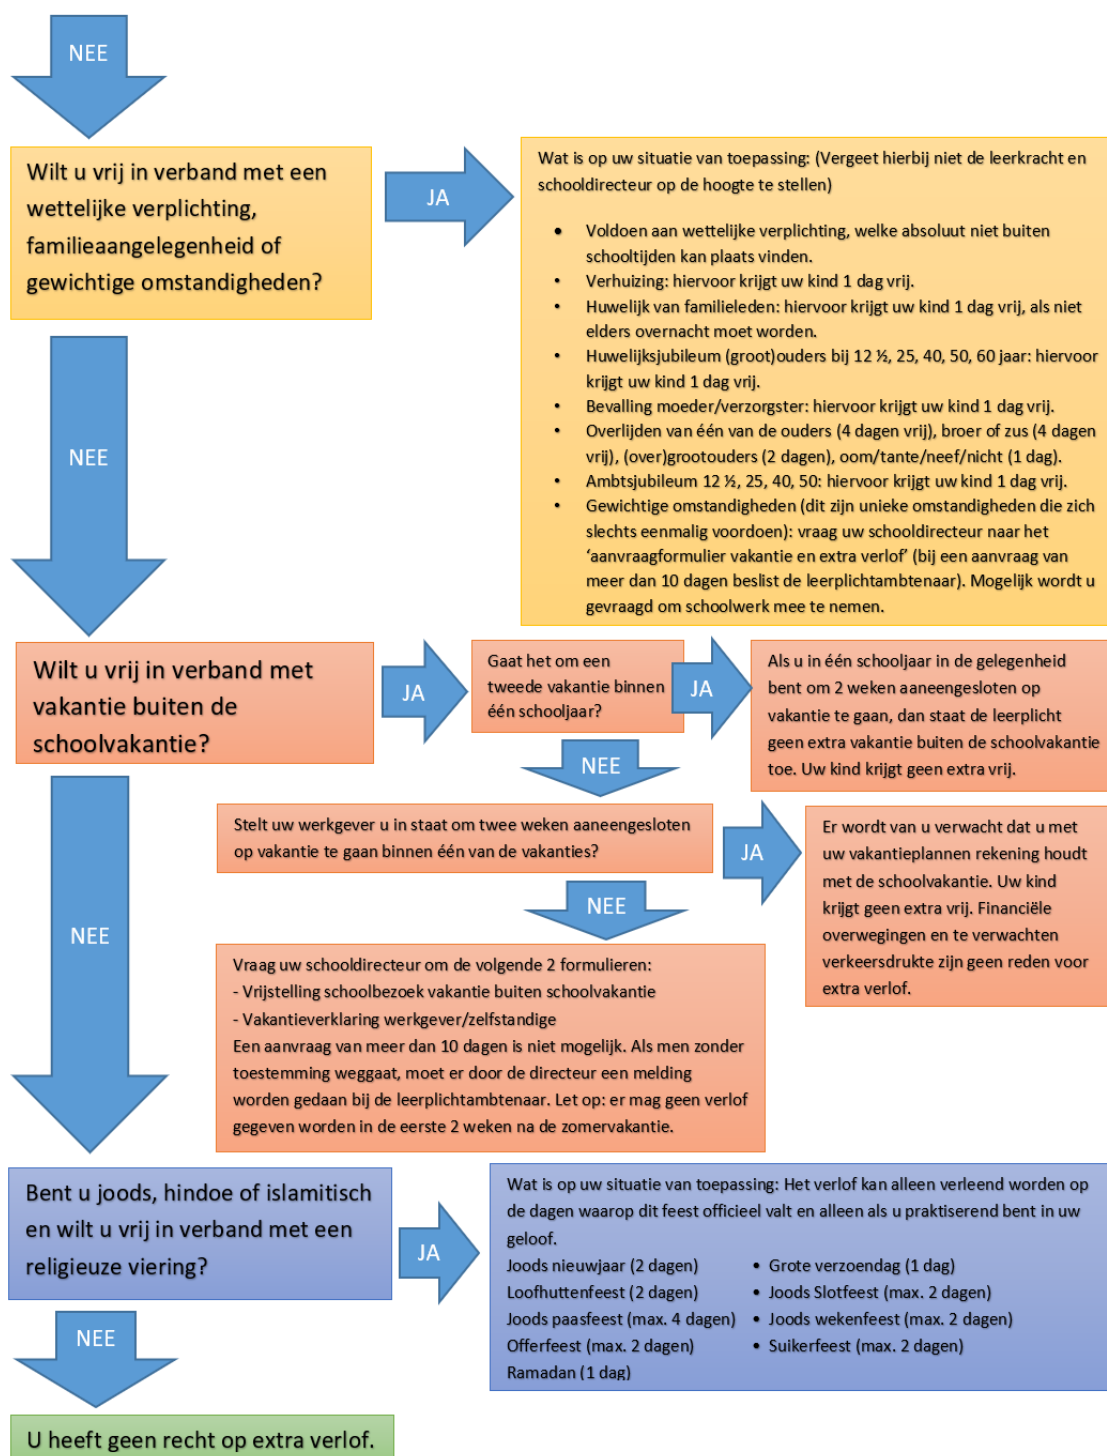 NEE
Wilt u vrij in verband met een
wettelijke verplichting,
familieaangelegenheid of
gewichtige omstandigheden?
JA
Wat is op uw situatie van toepassing: (Vergeet hierbij niet de leerkracht en
schooldirecteur op de hoogte te stellen)
• Voldoen aan wettelijke verplichting, welke absoluut niet buiten
schooltijden kan plaats vinden.
• Verhuizing: hiervoor krijgt uw kind 1 dag vrij.
• Huwelijk van familieleden: hiervoor krijgt uw kind 1 dag vrij, als niet
elders overnacht moet worden.
• Huwelijksjubileum (groot)ouders bij 12 ½, 25, 40, 50, 60 jaar: hiervoor
krijgt uw kind 1 dag vrij.
• Bevalling moeder/verzorgster: hiervoor krijgt uw kind 1 dag vrij.
• Overlijden van één van de ouders (4 dagen vrij), broer of zus (4 dagen
vrij), (over)grootouders (2 dagen), oom/tante/neef/nicht (1 dag).
• Ambtsjubileum 12 ½, 25, 40, 50: hiervoor krijgt uw kind 1 dag vrij.
• Gewichtige omstandigheden (dit zijn unieke omstandigheden die zich
slechts eenmalig voordoen): vraag uw schooldirecteur naar het
‘aanvraagformulier vakantie en extra verlof’ (bij een aanvraag van
meer dan 10 dagen beslist de leerplichtambtenaar). Mogelijk wordt u
gevraagd om schoolwerk mee te nemen.
NEE
Wilt u vrij in verband met
vakantie buiten de
schoolvakantie?
JA
Gaat het om een
tweede vakantie binnen
één schooljaar?
JA
Als u in één schooljaar in de gelegenheid
bent om 2 weken aaneengesloten op
vakantie te gaan, dan staat de leerplicht
geen extra vakantie buiten de schoolvakantie
toe. Uw kind krijgt geen extra vrij.
NEE
Stelt uw werkgever u in staat om twee weken aaneengesloten
op vakantie te gaan binnen één van de vakanties?
JA
Er wordt van u verwacht dat u met
uw vakantieplannen rekening houdt
met de schoolvakantie. Uw kind
krijgt geen extra vrij. Financiële
overwegingen en te verwachten
verkeersdrukte zijn geen reden voor
extra verlof.
NEE
Vraag uw schooldirecteur om de volgende 2 formulieren:
- Vrijstelling schoolbezoek vakantie buiten schoolvakantie
- Vakantieverklaring werkgever/zelfstandige
Een aanvraag van meer dan 10 dagen is niet mogelijk. Als men zonder
toestemming weggaat, moet er door de directeur een melding
worden gedaan bij de leerplichtambtenaar. Let op: er mag geen verlof
gegeven worden in de eerste 2 weken na de zomervakantie.
NEE
Bent u joods, hindoe of islamitisch
en wilt u vrij in verband met een
religieuze viering?
JA
Wat is op uw situatie van toepassing: Het verlof kan alleen verleend worden op
de dagen waarop dit feest officieel valt en alleen als u praktiserend bent in uw
geloof.
Joods nieuwjaar (2 dagen) • Grote verzoendag (1 dag)
Loofhuttenfeest (2 dagen) • Joods Slotfeest (max. 2 dagen)
Joods paasfeest (max. 4 dagen) • Joods wekenfeest (max. 2 dagen)
Offerfeest (max. 2 dagen) • Suikerfeest (max. 2 dagen)
Ramadan (1 dag)
NEE
U heeft geen recht op extra verlof.